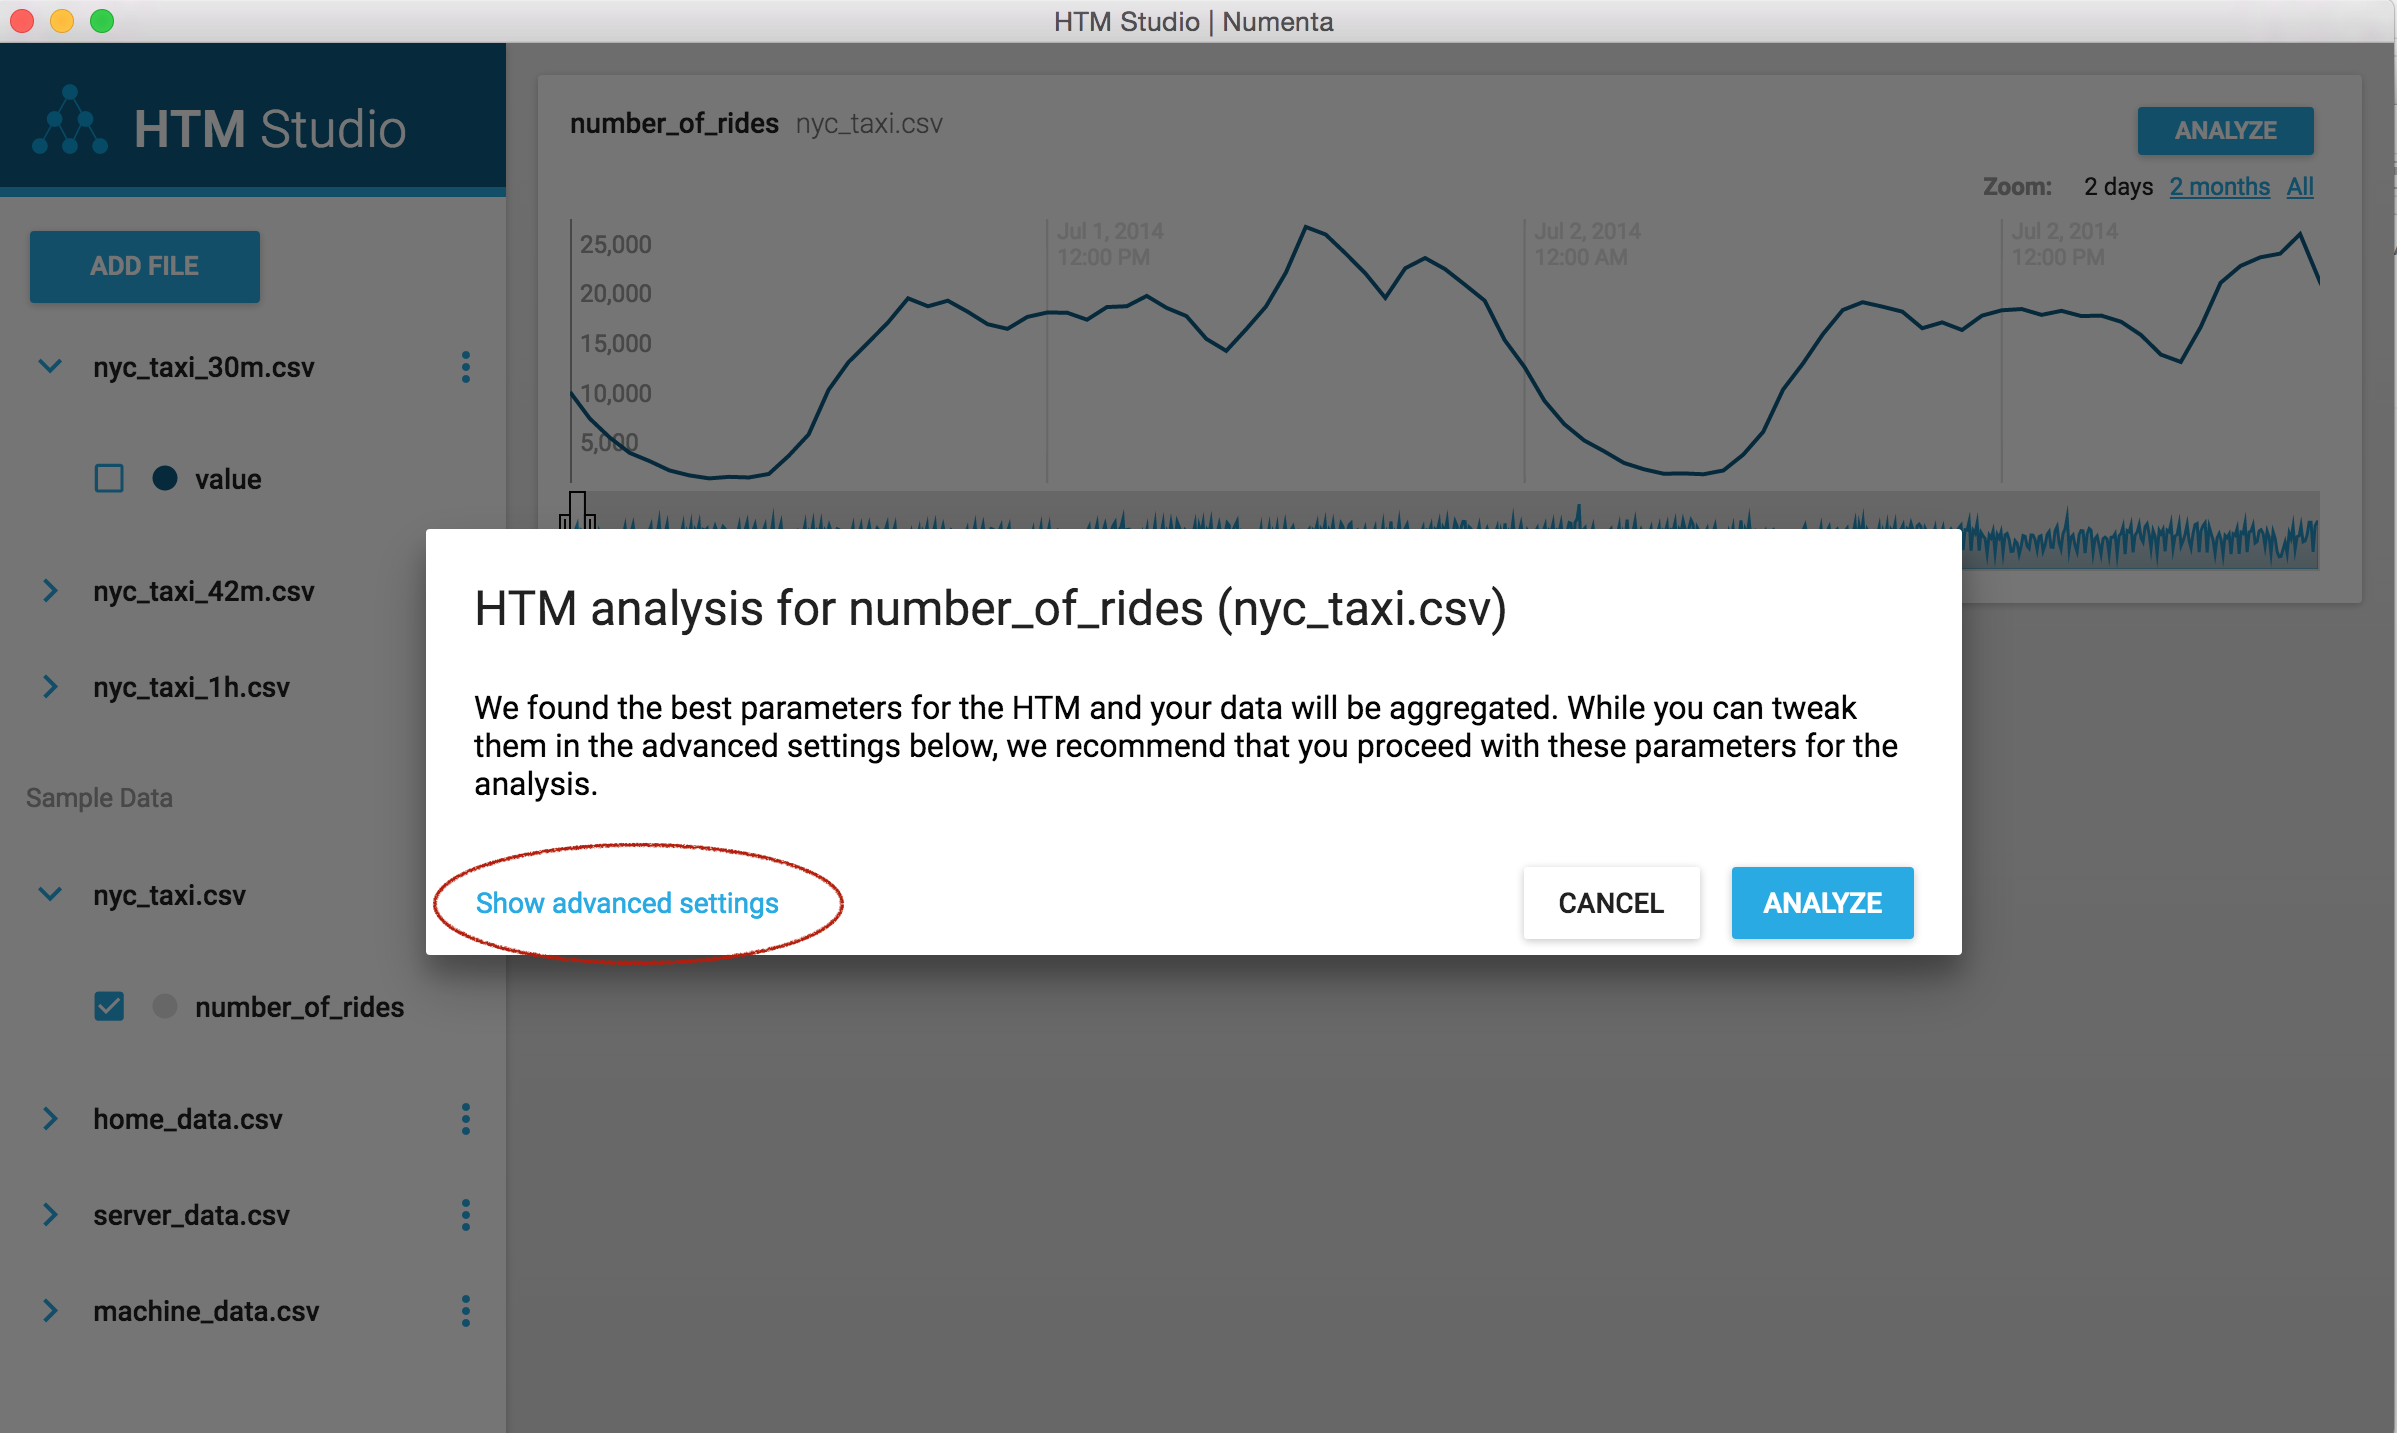 HTM Studio | Numenta
HTM Studio
ADD FILE
nyc_taxi_30m.csv
value
nyc_taxi_42m.csv
nyc_taxi_1h.csv
Sample Data
nyc_taxi.csv
number_of_rides
home_data.csv
server_data.csv
machine_data.csv
number_of_rides nyc_taxi.csv
ANALYZE
Zoom: 2 days 2 months All
25,000
20,000
15,000
10,000
5,000
Jul 1, 2014
12:00 PM
Jul 2, 2014
12:00 AM
Jul 2, 2014
12:00 PM
HTM analysis for number_of_rides (nyc_taxi.csv)
We found the best parameters for the HTM and your data will be aggregated. While you can tweak
them in the advanced settings below, we recommend that you proceed with these parameters for the
analysis.
Show advanced settings
CANCEL
ANALYZE